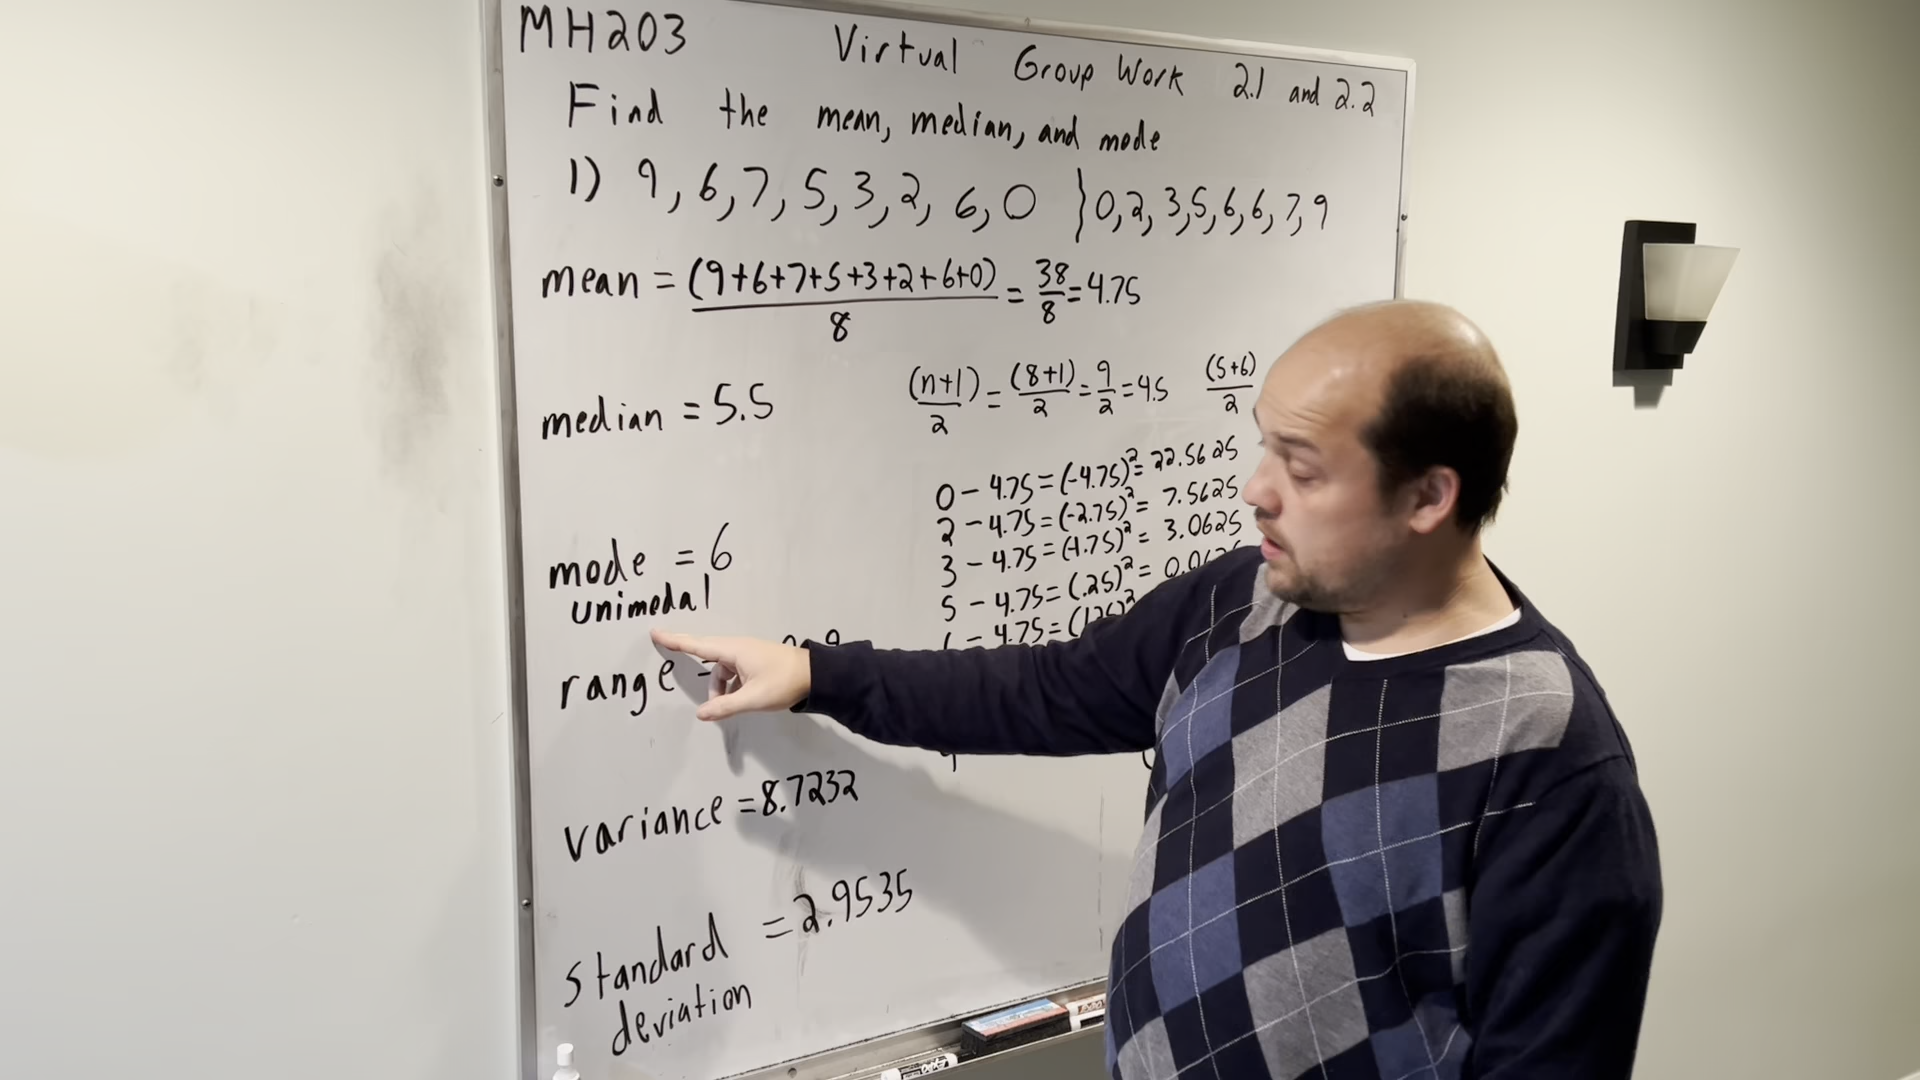 MH203
Virtual Group Work 2.1 and 2.2
Find the mean, median, and mode
1) 9, 6, 7, 5, 3, 2, 6, 0 } 0, 2, 3, 5, 6, 6, 7, 9
mean = (9+6+7+5+3+2+6+0)/8 = 38/8 = 4.75
median = 5.5
(n+1)/2 = (8+1)/2 = 9/2 = 4.5 (5+6)/2
0 - 4.75 = (-4.75)² = 22.5625
2 - 4.75 = (-2.75)² = 7.5625
3 - 4.75 = (-1.75)² = 3.0625
5 - 4.75 = (.25)² = 0.062
- 4.75 = (1.25)²
mode = 6
unimodal
range =
variance = 8.7232
standard = 2.9535
deviation
EXPO